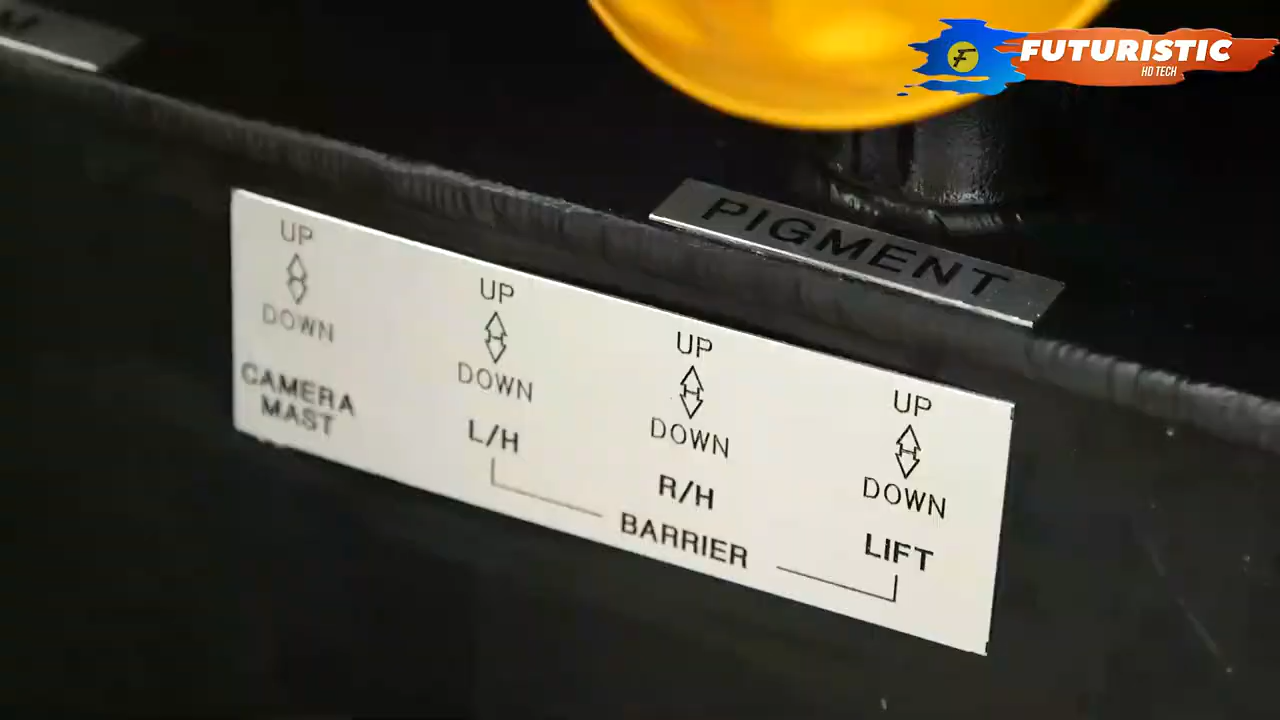 M
FUTURISTIC
HD TECH
PIGMENT
UP
DOWN
CAMERA
MAST
UP
DOWN
L/H
UP
DOWN
R/H
BARRIER
UP
DOWN
LIFT